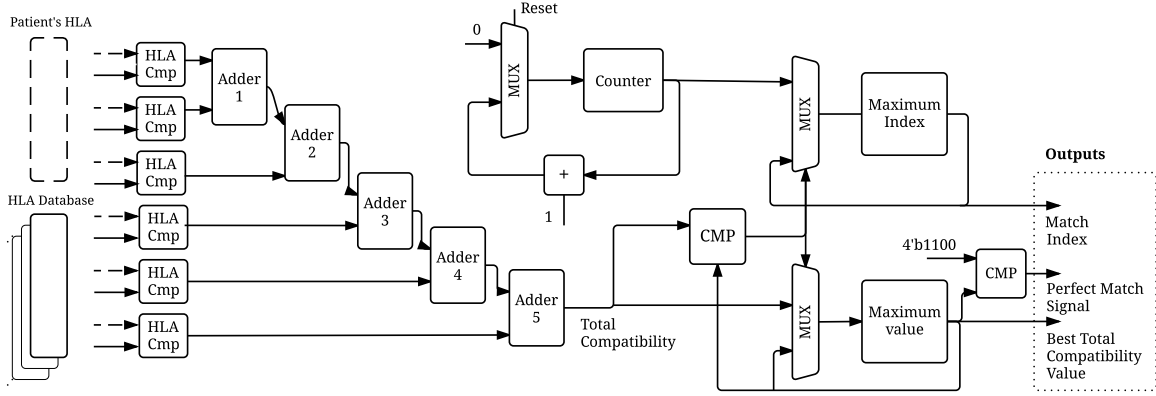 Patient's HLA
HLA
Cmp
HLA
Cmp
HLA
Cmp
HLA Database
HLA
Cmp
HLA
Cmp
HLA
Cmp
Adder
1
Adder
2
Adder
3
Adder
4
Adder
5
Total
Compatibility
Reset
0
MUX
Counter
+
1
MUX
Maximum
Index
CMP
MUX
Maximum
value
4'b1100
CMP
Outputs
Match
Index
Perfect Match
Signal
Best Total
Compatibility
Value